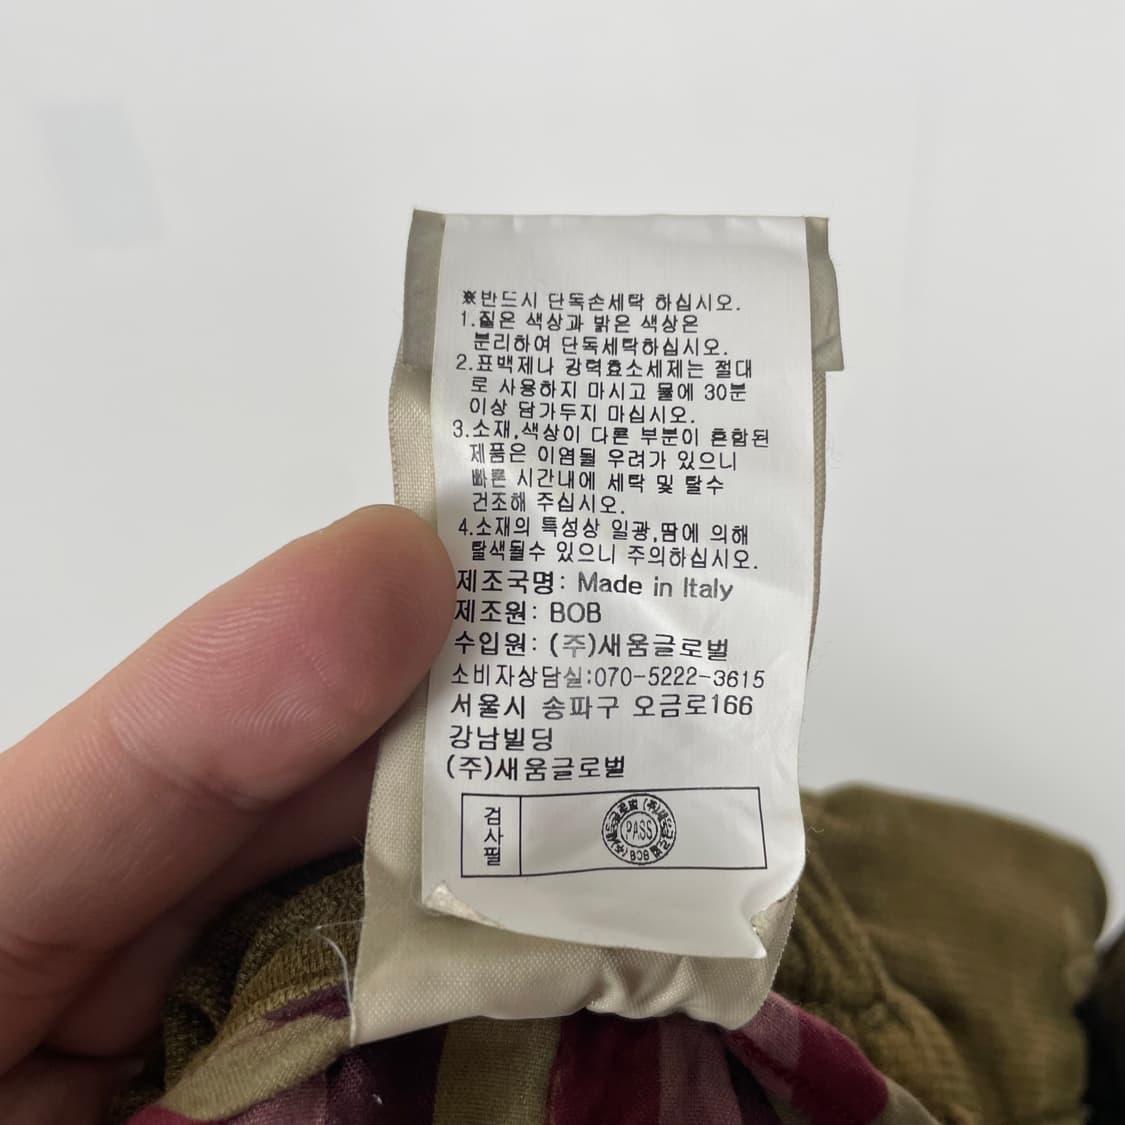 ※반드시 단독손세탁 하십시오.
1.짙은 색상과 밝은 색상은
분리하여 단독세탁하십시오.
2.표백제나 강력효소세제는 절대
로 사용하지 마시고 물에 30분
이상 담가두지 마십시오.
3.소재,색상이 다른 부분이 혼합된
제품은 이염될 우려가 있으니
빠른 시간내에 세탁 및 탈수
건조해 주십시오.
4.소재의 특성상 일광,땀에 의해
탈색될수 있으니 주의하십시오.
제조국명: Made in Italy
제조원: BOB
수입원: (주)새움글로벌
소비자상담실:070-5222-3615
서울시 송파구 오금로166
강남빌딩
(주)새움글로벌
검사필
PASS
BOB